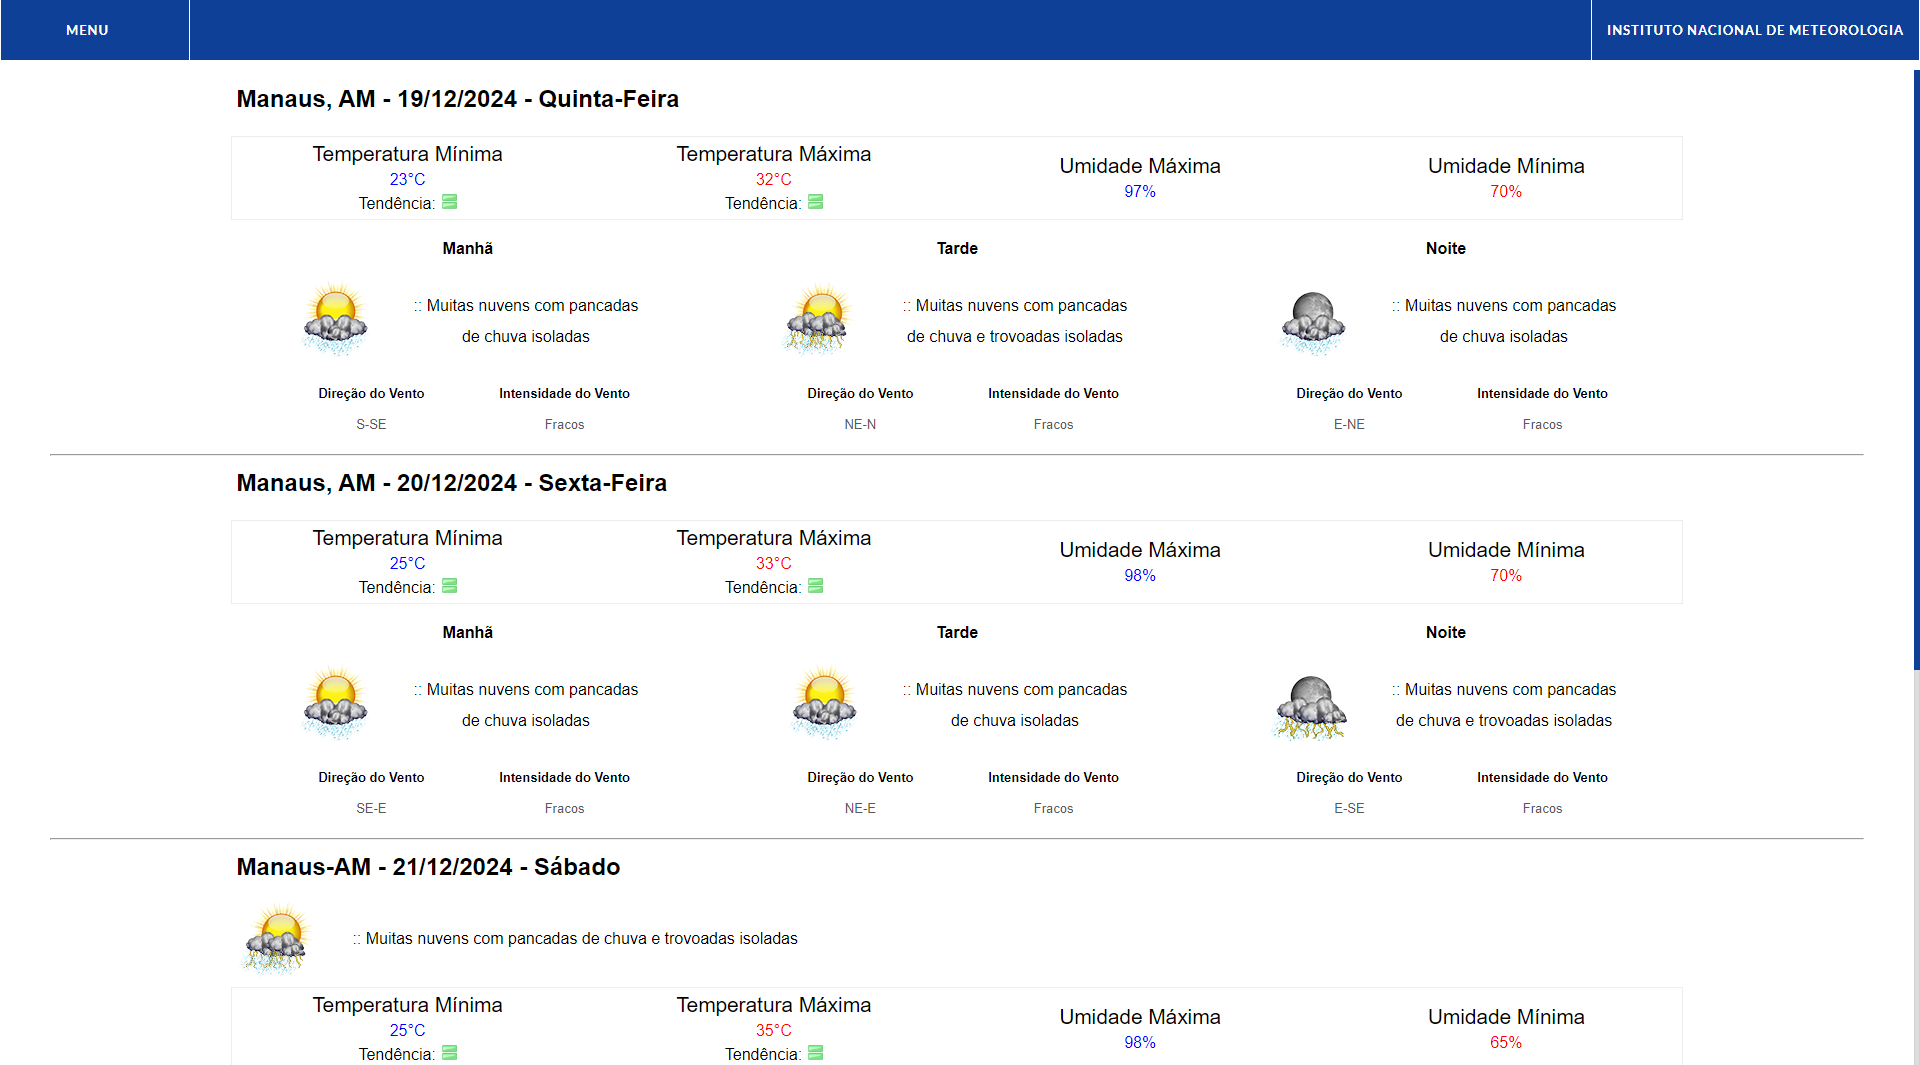 MENU
INSTITUTO NACIONAL DE METEOROLOGIA
Manaus, AM - 19/12/2024 - Quinta-Feira
Temperatura Mínima
23°C
Tendência:
Temperatura Máxima
32°C
Tendência:
Umidade Máxima
97%
Umidade Mínima
70%
Manhã
:: Muitas nuvens com pancadas
de chuva isoladas
Direção do Vento
S-SE
Intensidade do Vento
Fracos
Tarde
:: Muitas nuvens com pancadas
de chuva e trovoadas isoladas
Direção do Vento
NE-N
Intensidade do Vento
Fracos
Noite
:: Muitas nuvens com pancadas
de chuva isoladas
Direção do Vento
E-NE
Intensidade do Vento
Fracos
Manaus, AM - 20/12/2024 - Sexta-Feira
Temperatura Mínima
25°C
Tendência:
Temperatura Máxima
33°C
Tendência:
Umidade Máxima
98%
Umidade Mínima
70%
Manhã
:: Muitas nuvens com pancadas
de chuva isoladas
Direção do Vento
SE-E
Intensidade do Vento
Fracos
Tarde
:: Muitas nuvens com pancadas
de chuva isoladas
Direção do Vento
NE-E
Intensidade do Vento
Fracos
Noite
:: Muitas nuvens com pancadas
de chuva e trovoadas isoladas
Direção do Vento
E-SE
Intensidade do Vento
Fracos
Manaus-AM - 21/12/2024 - Sábado
:: Muitas nuvens com pancadas de chuva e trovoadas isoladas
Temperatura Mínima
25°C
Tendência:
Temperatura Máxima
35°C
Tendência:
Umidade Máxima
98%
Umidade Mínima
65%